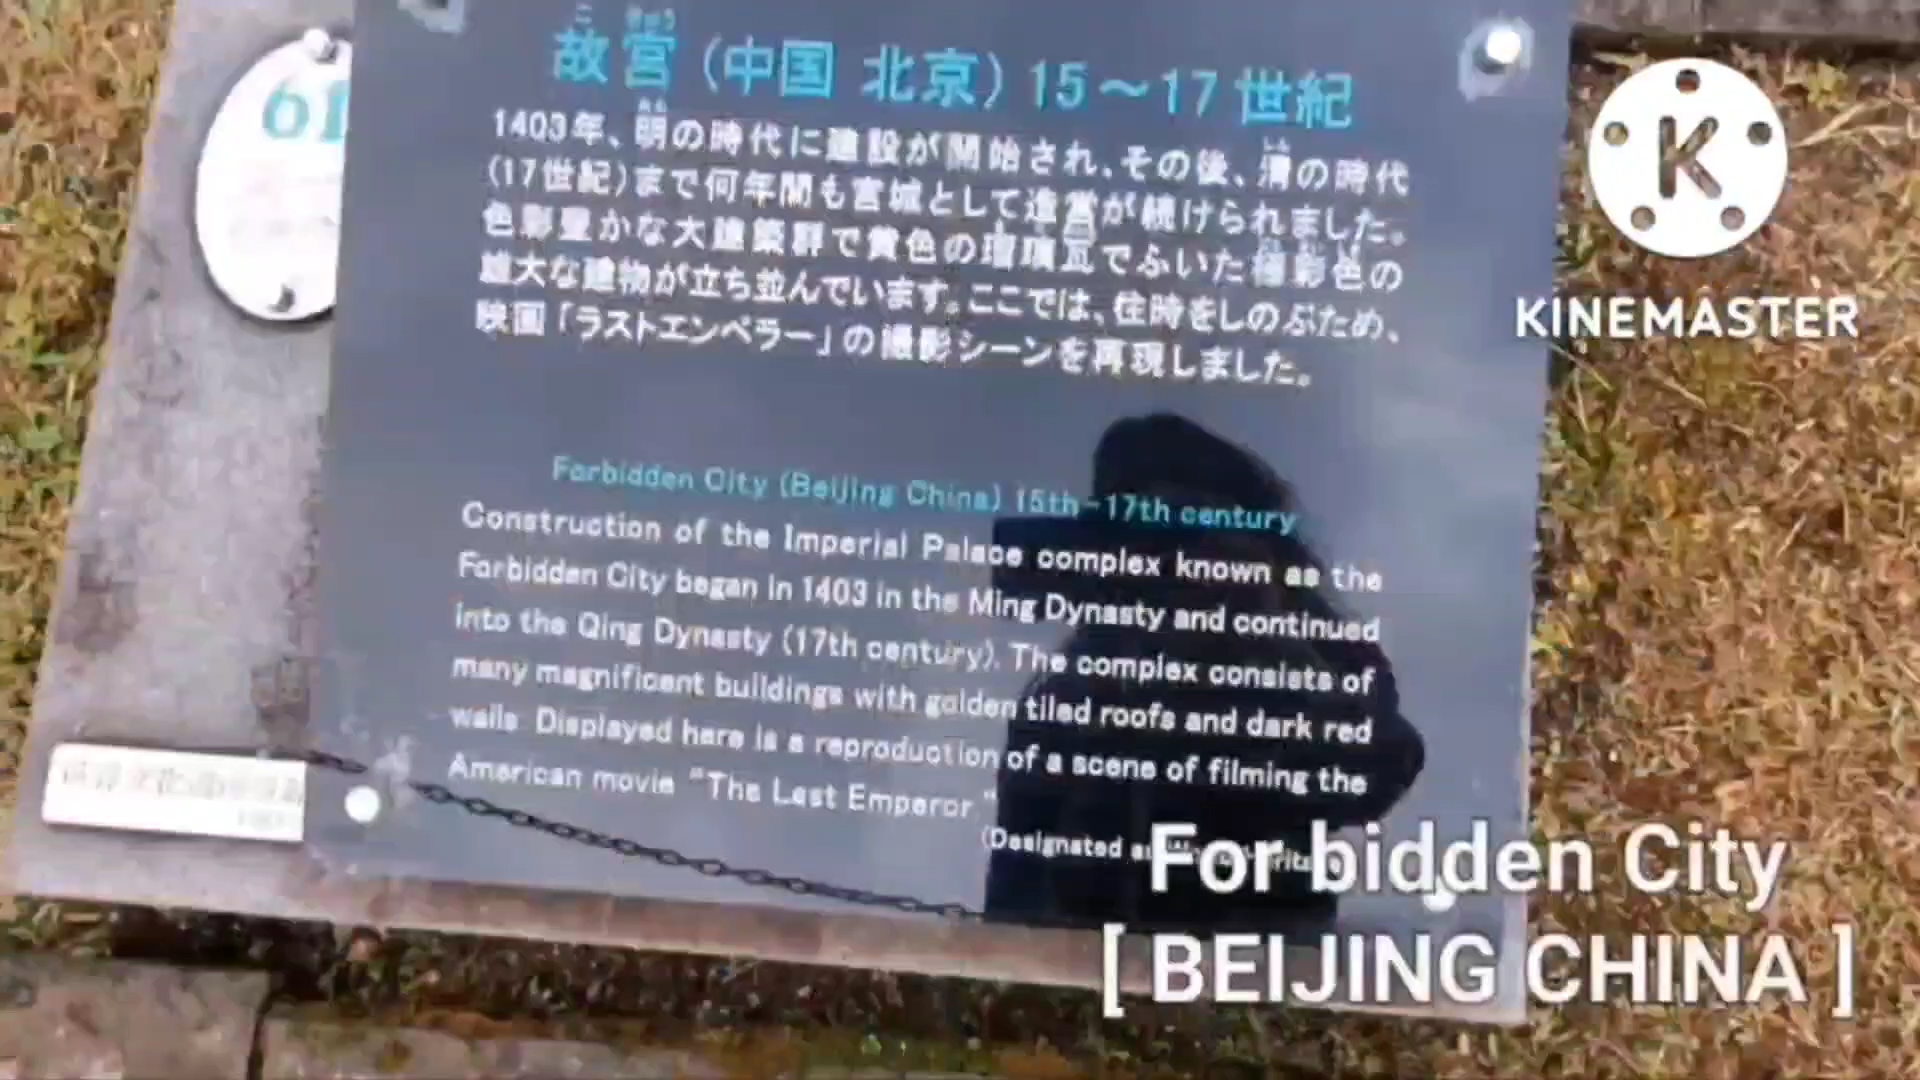 故宮（中国 北京）15～17世紀
1403年、明の時代に建設が開始され、その後、清の時代
（17世紀）まで何年間も宮城として造営が続けられました。
色彩豊かな大建築群で黄色の瑠璃瓦でふいた極彩色の
雄大な建物が立ち並んでいます。ここでは、往時をしのぶため、
映画「ラストエンペラー」の撮影シーンを再現しました。
Forbidden City (Beijing China) 15th-17th century
Construction of the Imperial Palace complex known as the
Forbidden City began in 1403 in the Ming Dynasty and continued
into the Qing Dynasty (17th century). The complex consists of
many magnificent buildings with golden tiled roofs and dark red
walls. Displayed here is a reproduction of a scene of filming the
American movie "The Last Emperor."
(Designated as
KINEMASTER
For bidden City
[ BEIJING CHINA ]